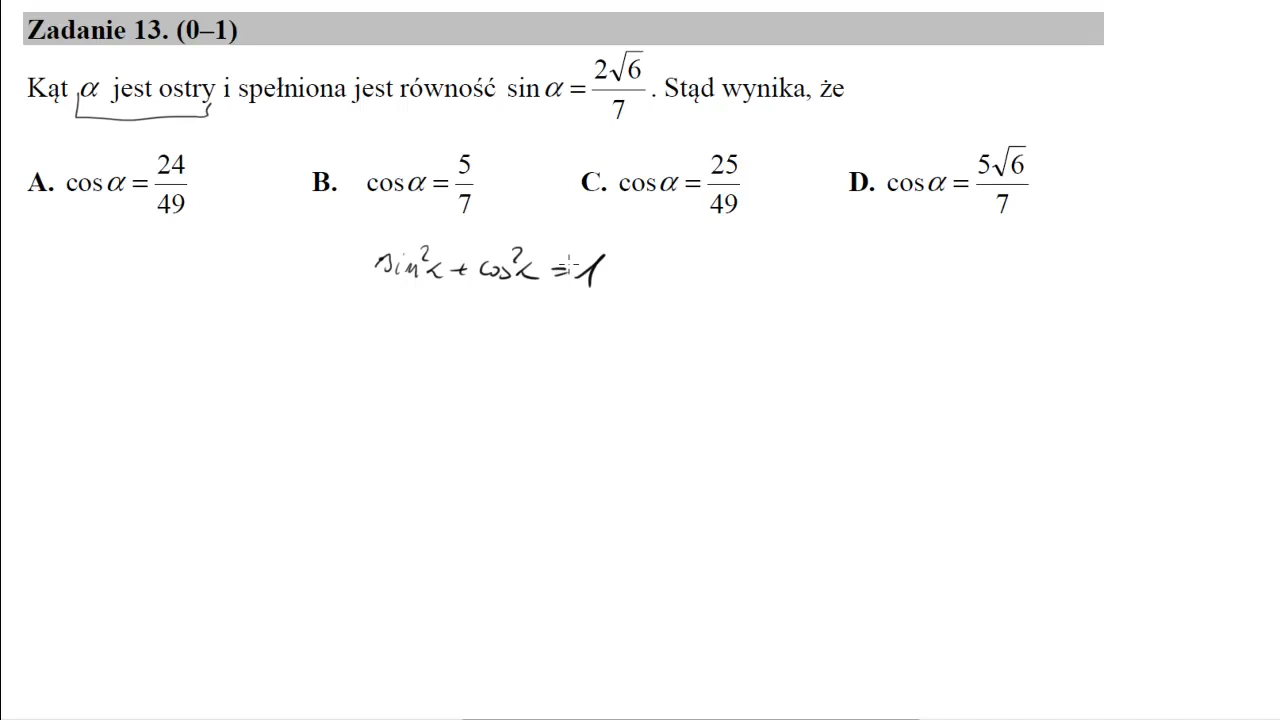 Zadanie 13. (0–1)
Kąt α jest ostry i spełniona jest równość sin α = 2√6/7 . Stąd wynika, że
A. cos α = 24/49 B. cos α = 5/7 C. cos α = 25/49 D. cos α = 5√6/7
sin²α + cos²α = 1